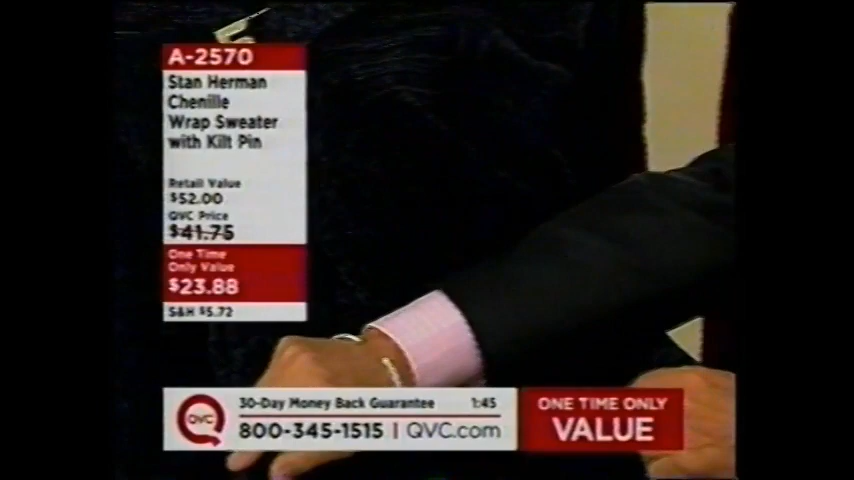 A-2570
Stan Herman
Chenille
Wrap Sweater
with Kilt Pin
Retail Value
$52.00
QVC Price
$41.75
One Time
Only Value
$23.88
S&H $5.72
QVC
30-Day Money Back Guarantee 1:45
800-345-1515 | QVC.com
ONE TIME ONLY
VALUE